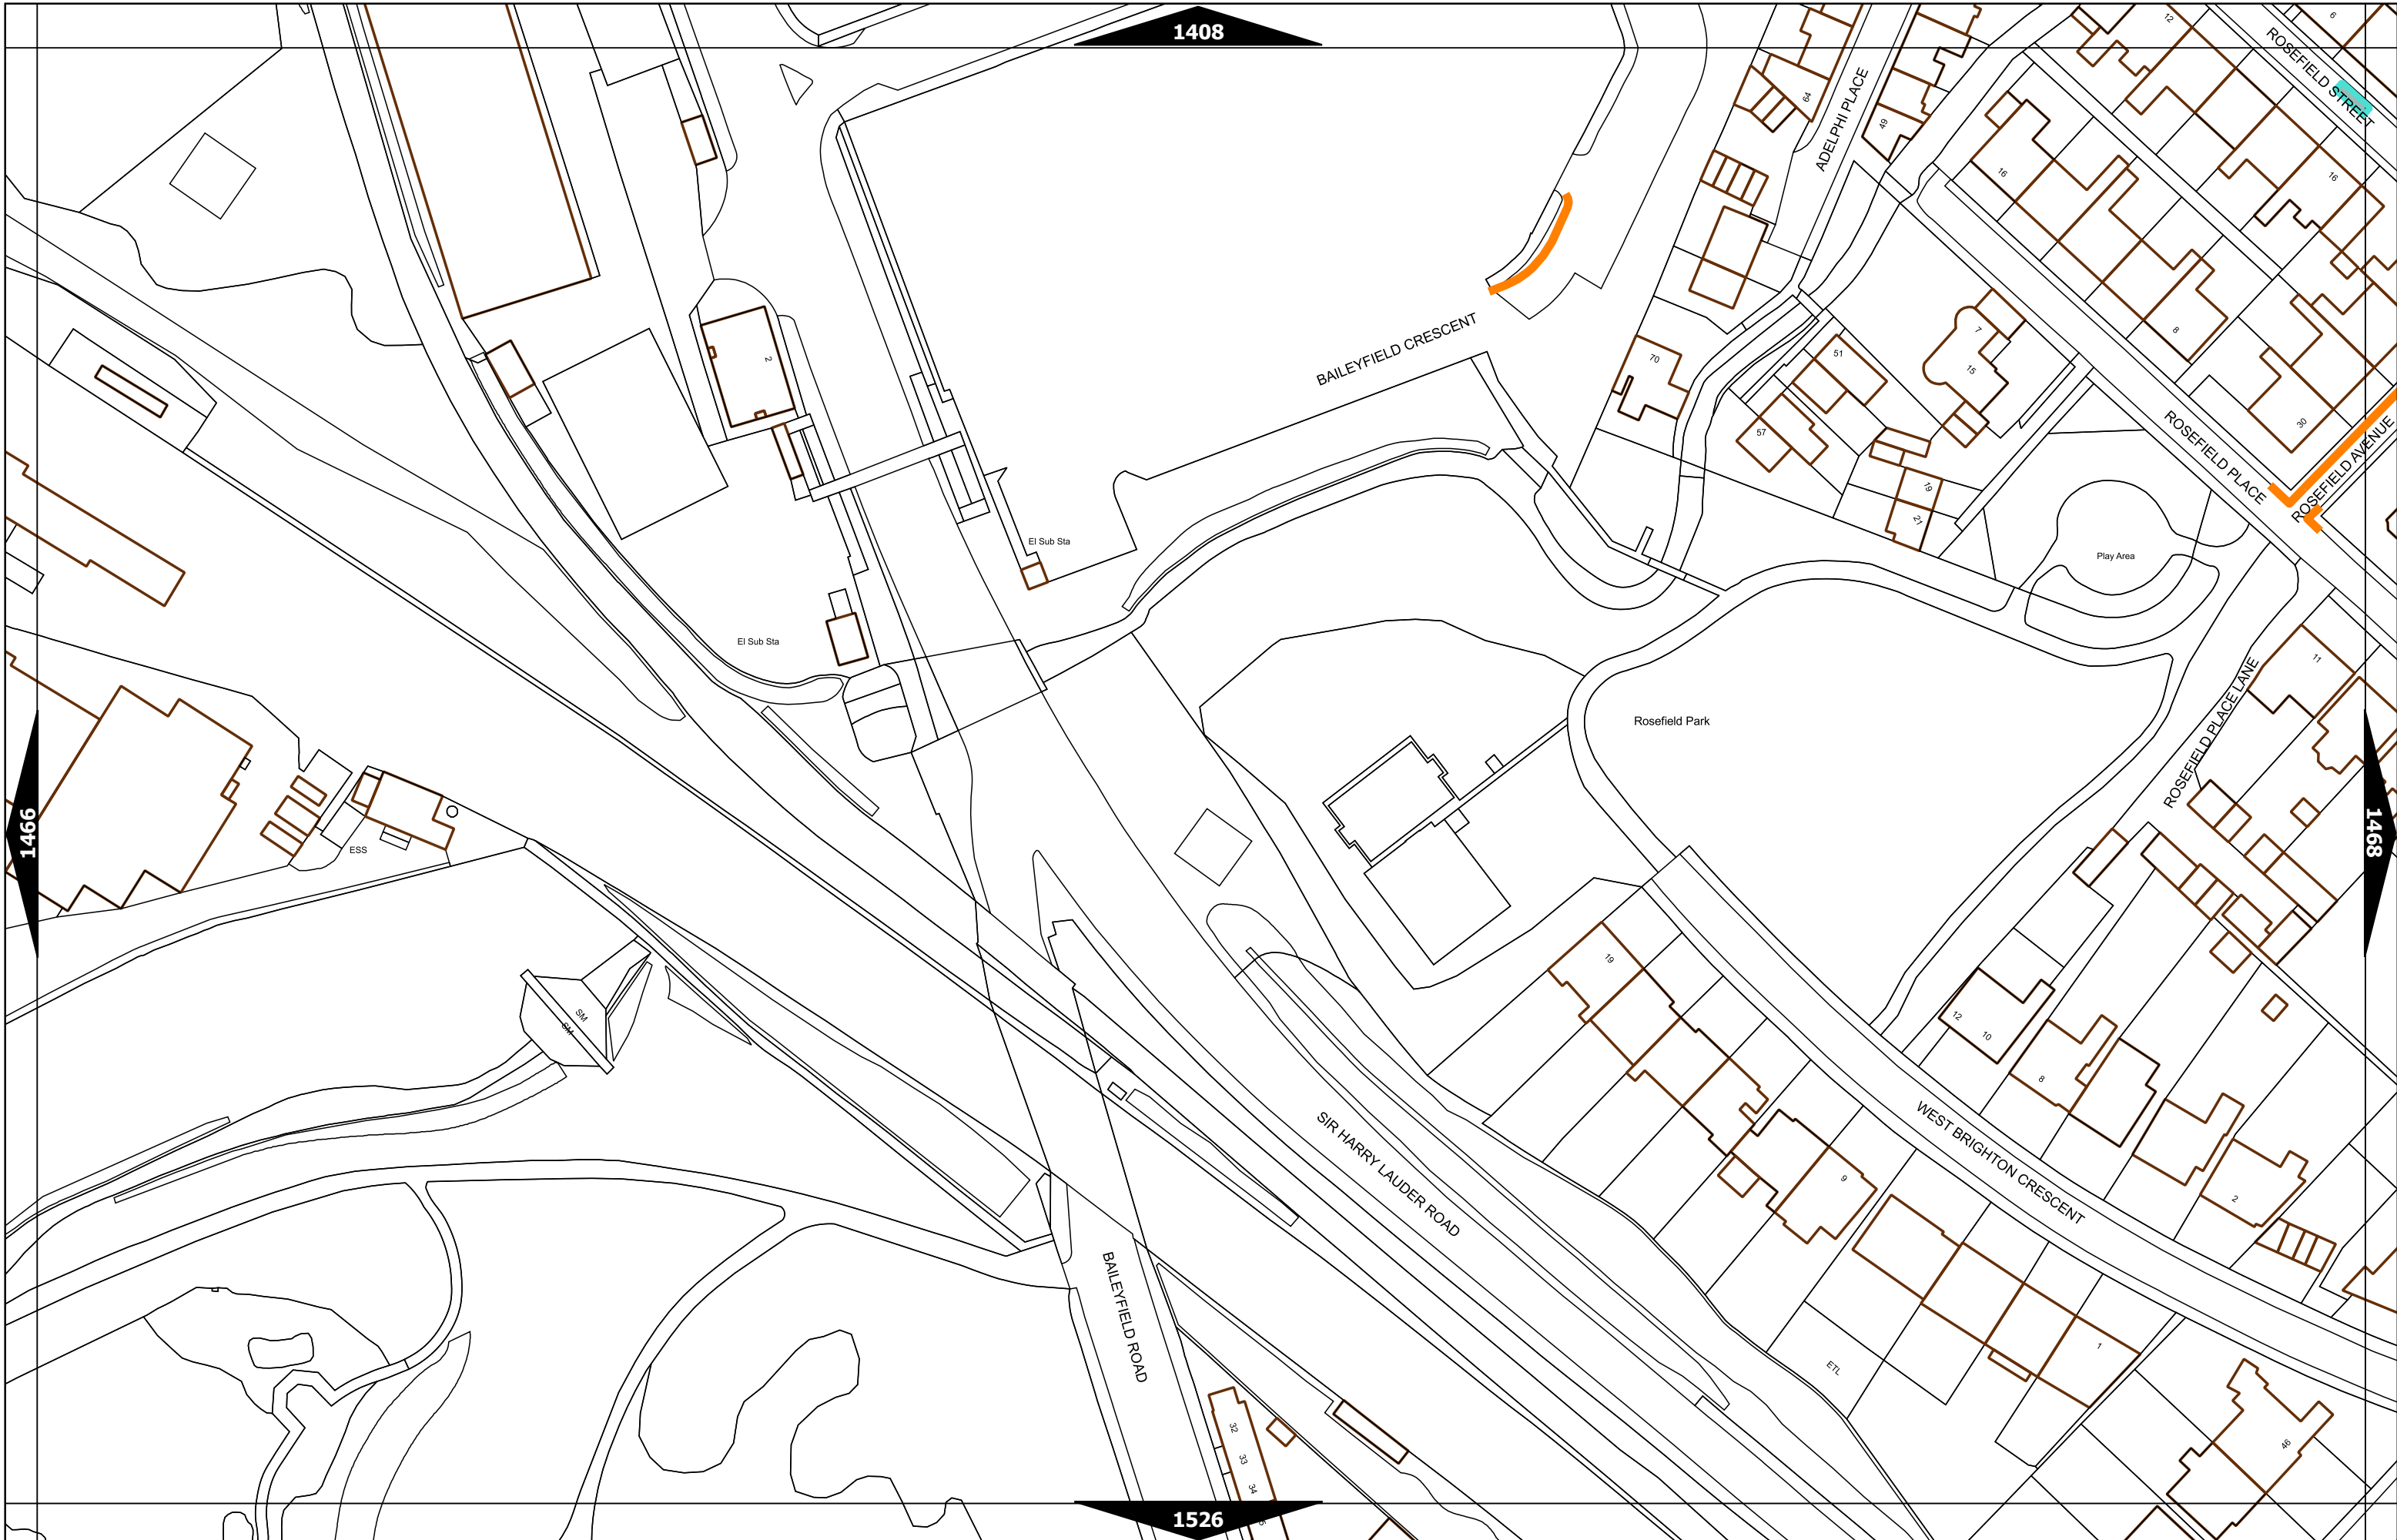 1408
6
12
ROSEFIELD STREET
64
ADELPHI PLACE
49
16
16
BAILEYFIELD CRESCENT
70
51
7
15
8
2
57
30
ROSEFIELD PLACE
ROSEFIELD AVENUE
19
21
El Sub Sta
Play Area
El Sub Sta
11
Rosefield Park
ROSEFIELD PLACE LANE
1466
1468
ESS
19
SM
SM
12
10
8
SIR HARRY LAUDER ROAD
WEST BRIGHTON CRESCENT
9
2
BAILEYFIELD ROAD
1
ETL
32
33
34
46
1526